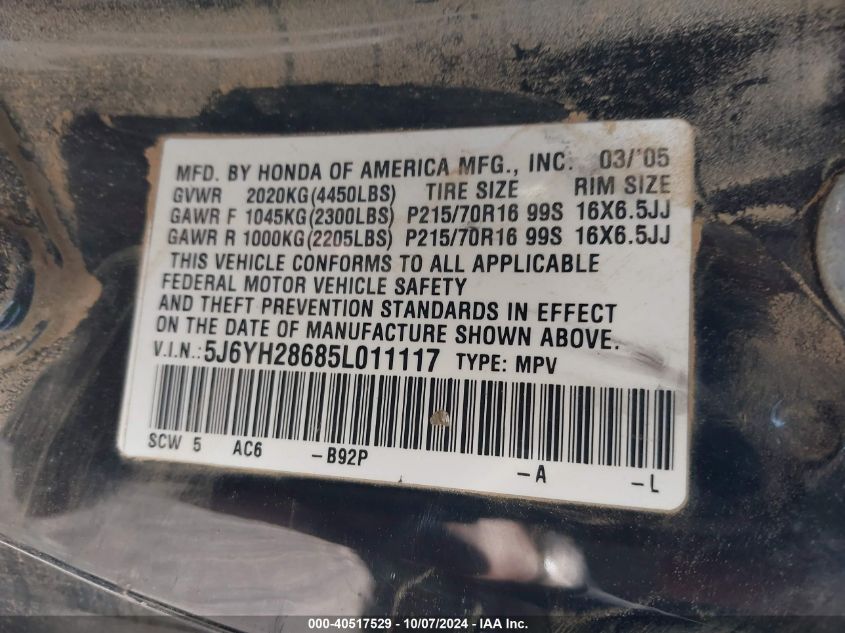 MFD. BY HONDA OF AMERICA MFG., INC. 03/'05
GVWR 2020KG(4450LBS) TIRE SIZE RIM SIZE
GAWR F 1045KG(2300LBS) P215/70R16 99S 16X6.5JJ
GAWR R 1000KG(2205LBS) P215/70R16 99S 16X6.5JJ
THIS VEHICLE CONFORMS TO ALL APPLICABLE
FEDERAL MOTOR VEHICLE SAFETY
AND THEFT PREVENTION STANDARDS IN EFFECT
ON THE DATE OF MANUFACTURE SHOWN ABOVE.
V.I.N.:5J6YH28685L011117 TYPE: MPV
SCW 5 AC6 -B92P -A -L
000-40517529 - 10/07/2024 - IAA Inc.